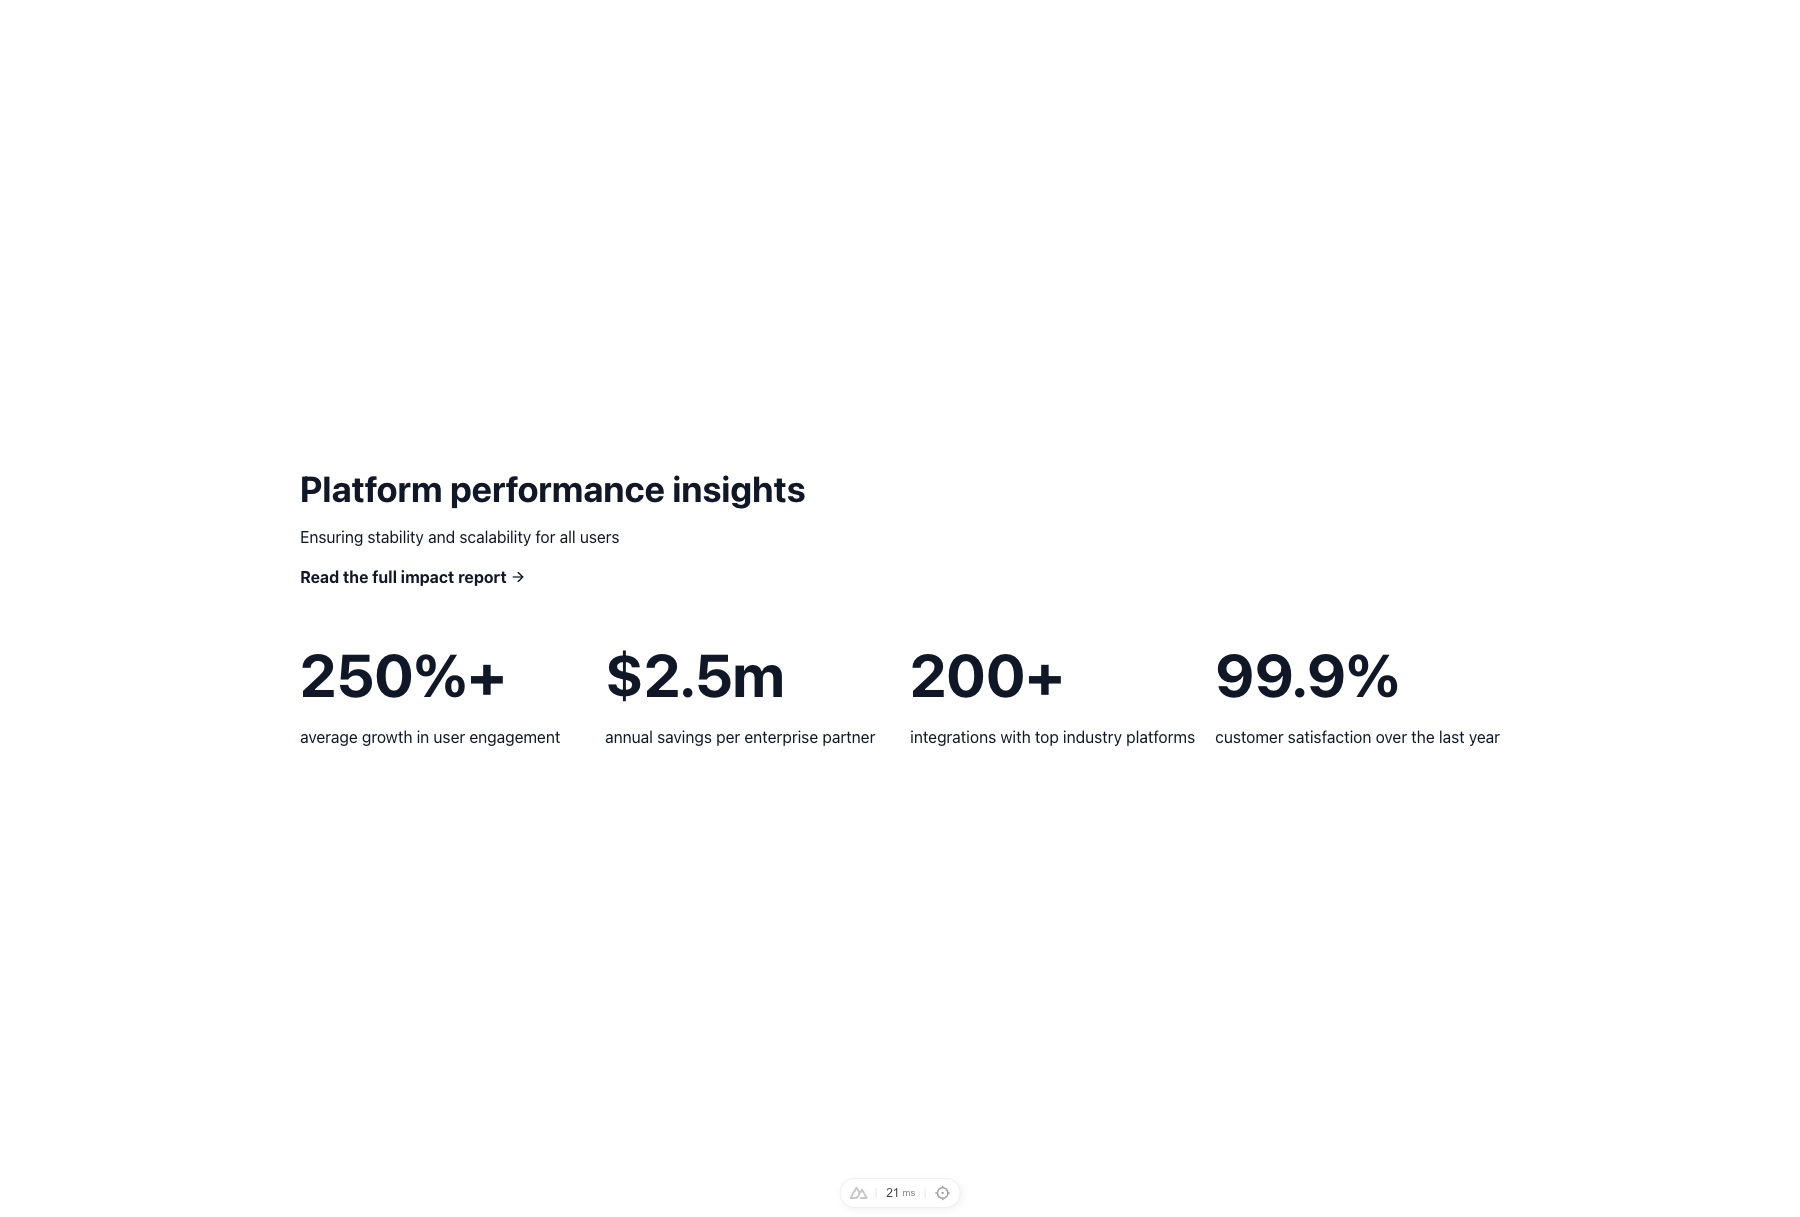 Platform performance insights
Ensuring stability and scalability for all users
Read the full impact report →
250%+
$2.5m
200+
99.9%
average growth in user engagement
annual savings per enterprise partner
integrations with top industry platforms
customer satisfaction over the last year
21 ms